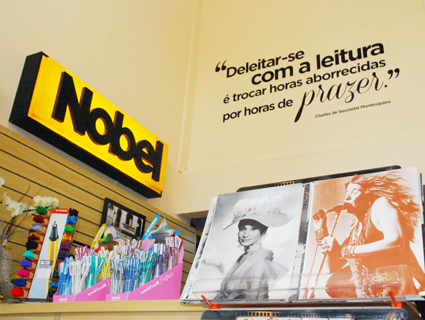 Nobel
“Deleitar-se
com a leitura
é trocar horas aborrecidas
por horas de prazer.”
Charles de Secondat Montesquieu